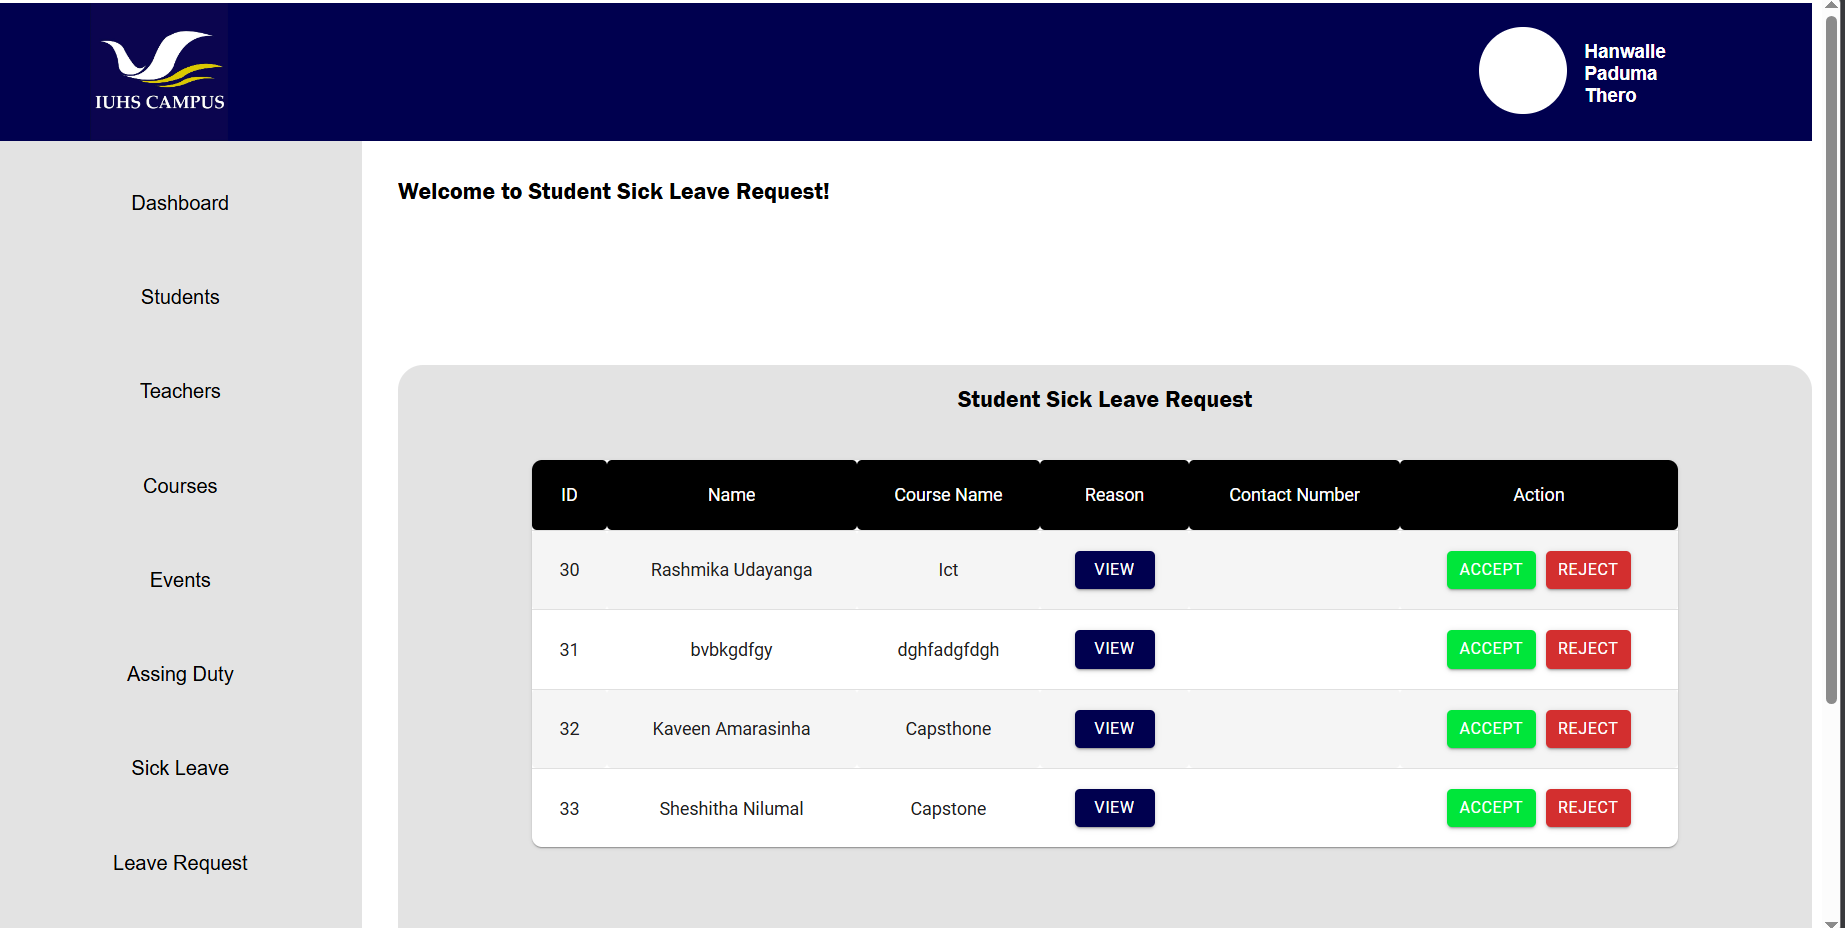 IUHS CAMPUS
Hanwalle
Paduma
Thero
Dashboard
Students
Teachers
Courses
Events
Assing Duty
Sick Leave
Leave Request
Welcome to Student Sick Leave Request!
Student Sick Leave Request
ID Name Course Name Reason Contact Number Action
30 Rashmika Udayanga Ict VIEW ACCEPT REJECT
31 bvbkgdfgy dghfadgfdgh VIEW ACCEPT REJECT
32 Kaveen Amarasinha Capsthone VIEW ACCEPT REJECT
33 Sheshitha Nilumal Capstone VIEW ACCEPT REJECT